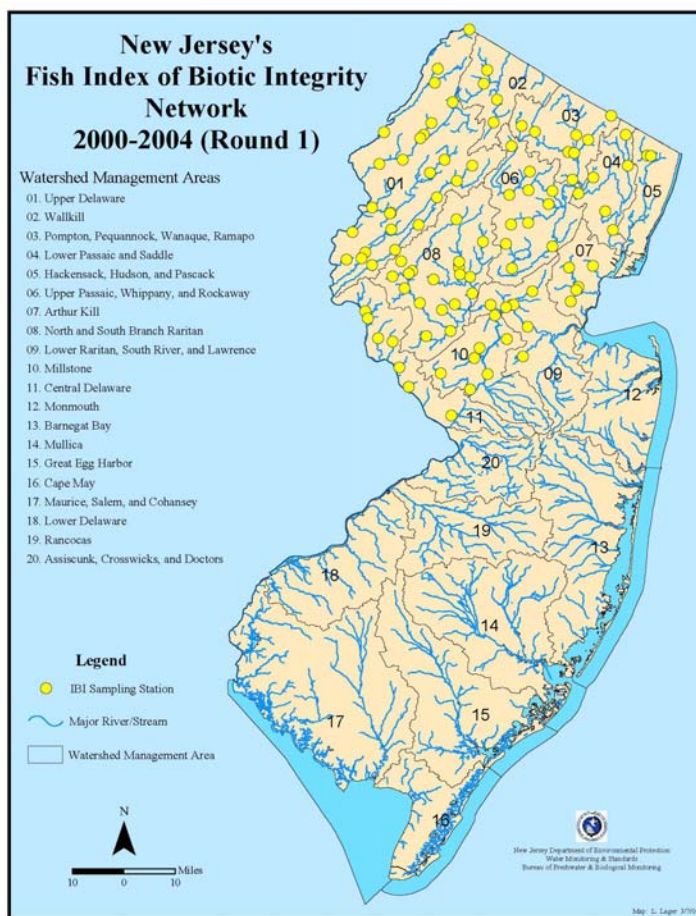 New Jersey's
Fish Index of Biotic Integrity
Network
2000-2004 (Round 1)
Watershed Management Areas
01. Upper Delaware
02. Wallkill
03. Pompton, Pequannock, Wanaque, Ramapo
04. Lower Passaic and Saddle
05. Hackensack, Hudson, and Pascack
06. Upper Passaic, Whippany, and Rockaway
07. Arthur Kill
08. North and South Branch Raritan
09. Lower Raritan, South River, and Lawrence
10. Millstone
11. Central Delaware
12. Monmouth
13. Barnegat Bay
14. Mullica
15. Great Egg Harbor
16. Cape May
17. Maurice, Salem, and Cohansey
18. Lower Delaware
19. Rancocas
20. Assiscunk, Crosswicks, and Doctors
02
03
04
05
01
06
07
08
10
09
12
11
20
19
13
18
14
15
17
16
Legend
IBI Sampling Station
Major River/Stream
Watershed Management Area
N
Miles
10 0 10
New Jersey Department of Environmental Protection
Water Monitoring & Standards
Bureau of Freshwater & Biological Monitoring
Map: L. Lager